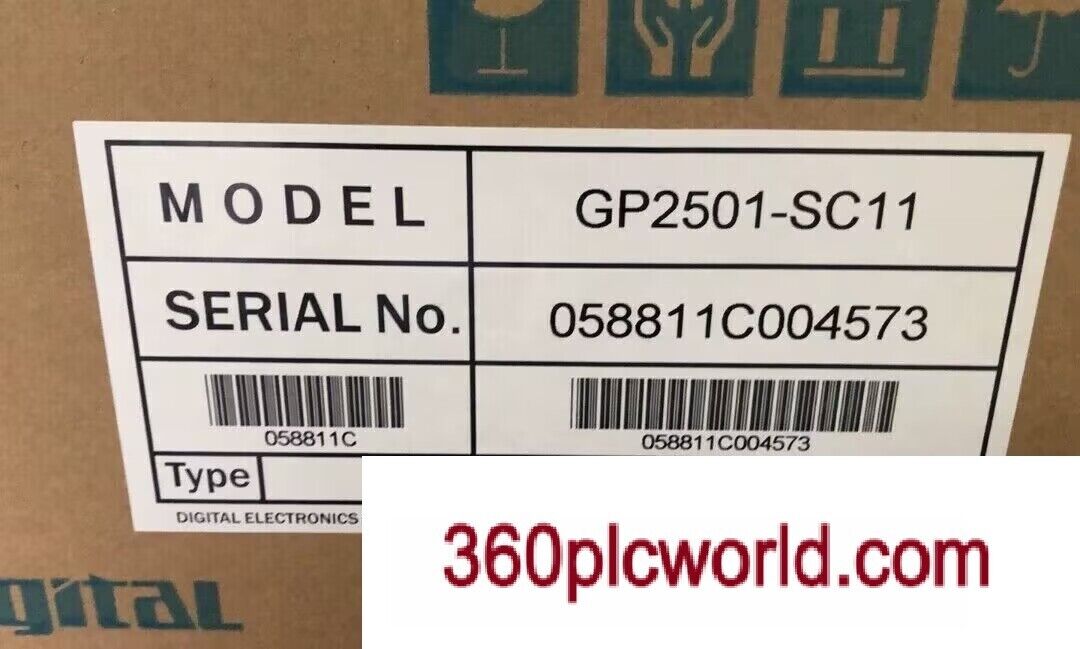 MODEL GP2501-SC11
SERIAL No. 058811C004573
058811C 058811C004573
Type
DIGITAL ELECTRONICS
360plcworld.com
gital